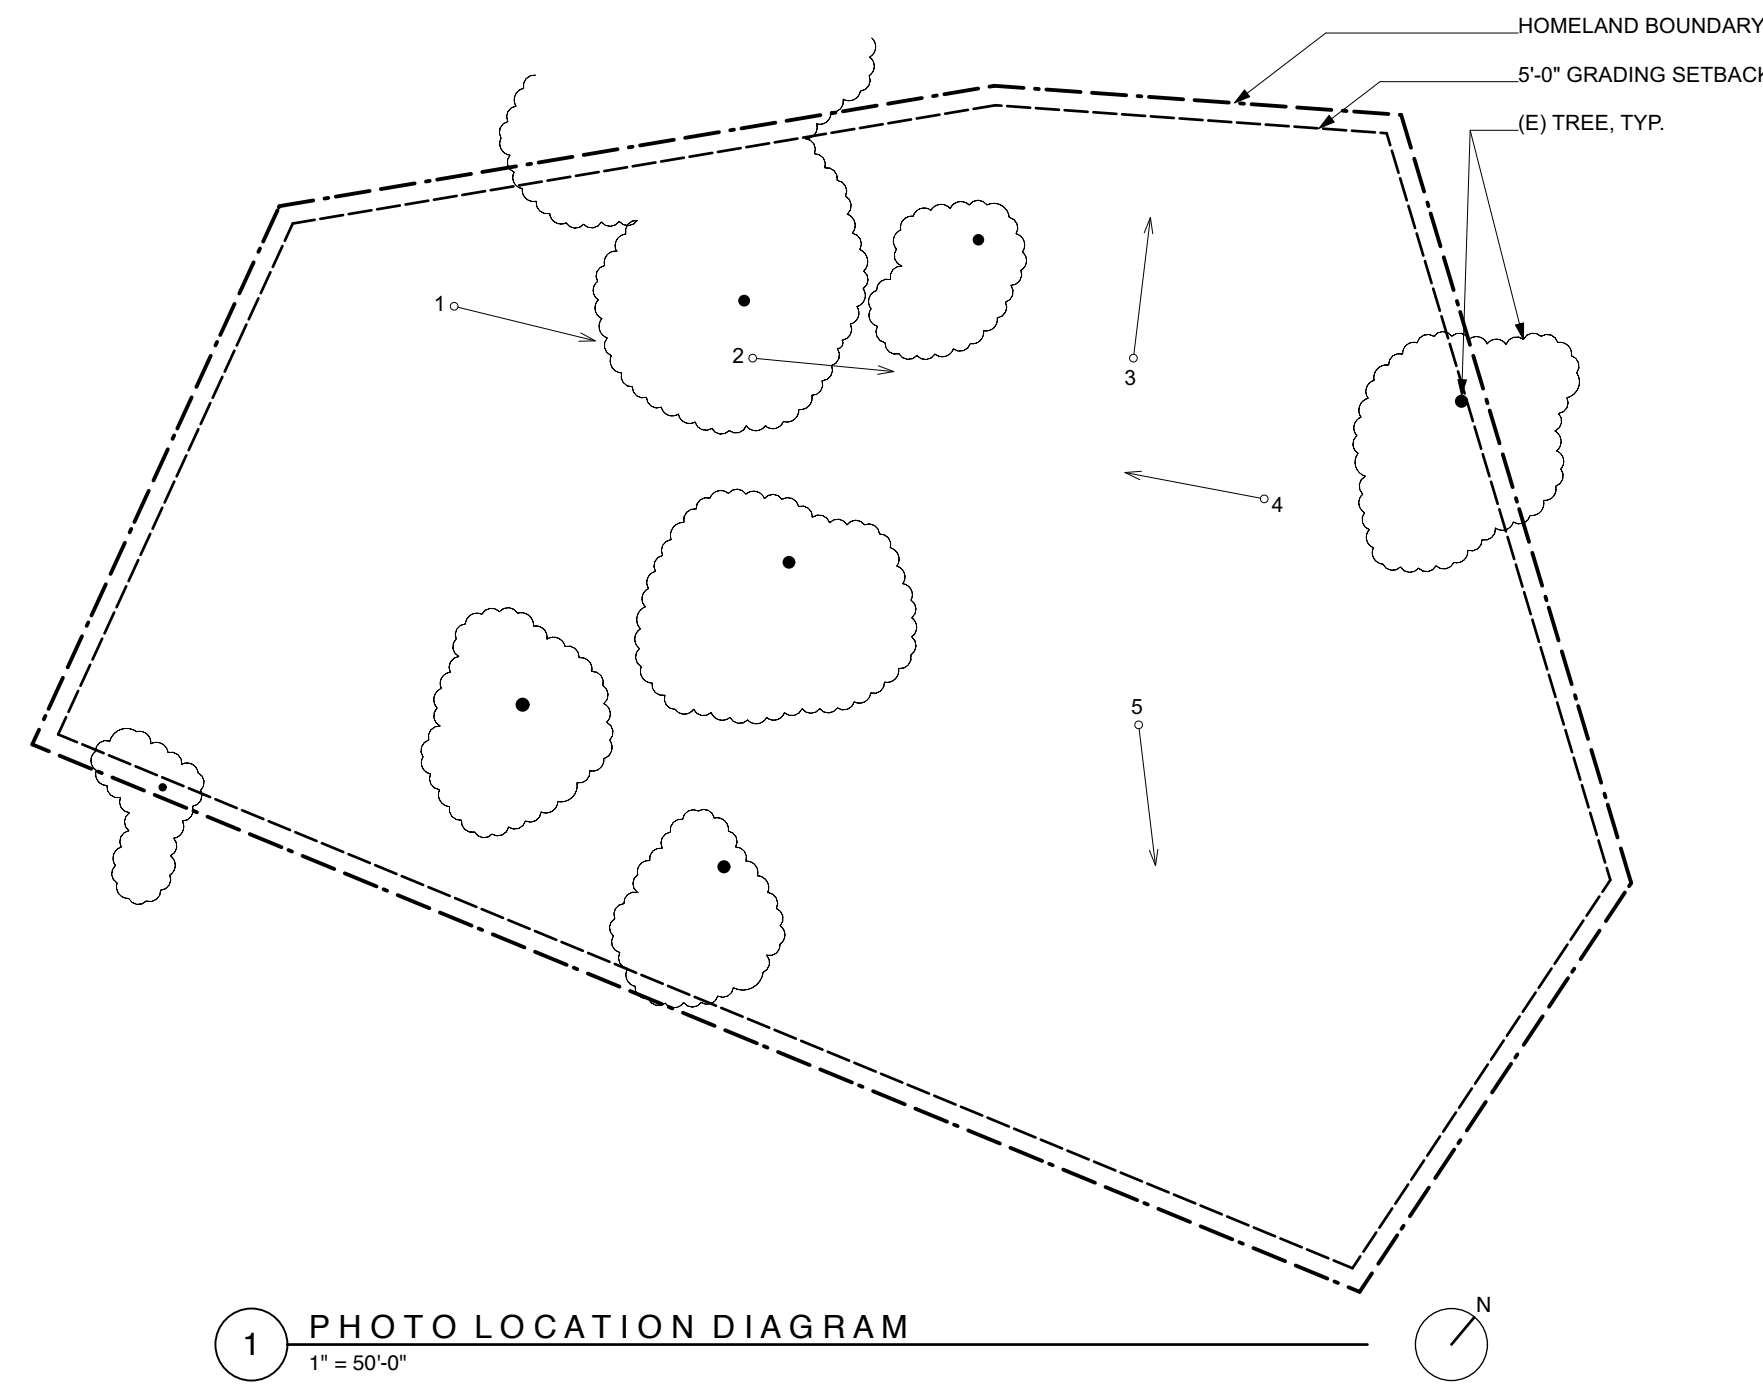 HOMELAND BOUNDARY
5'-0" GRADING SETBACK
(E) TREE, TYP.
1
2
3
4
5
1 PHOTO LOCATION DIAGRAM
1" = 50'-0"
N